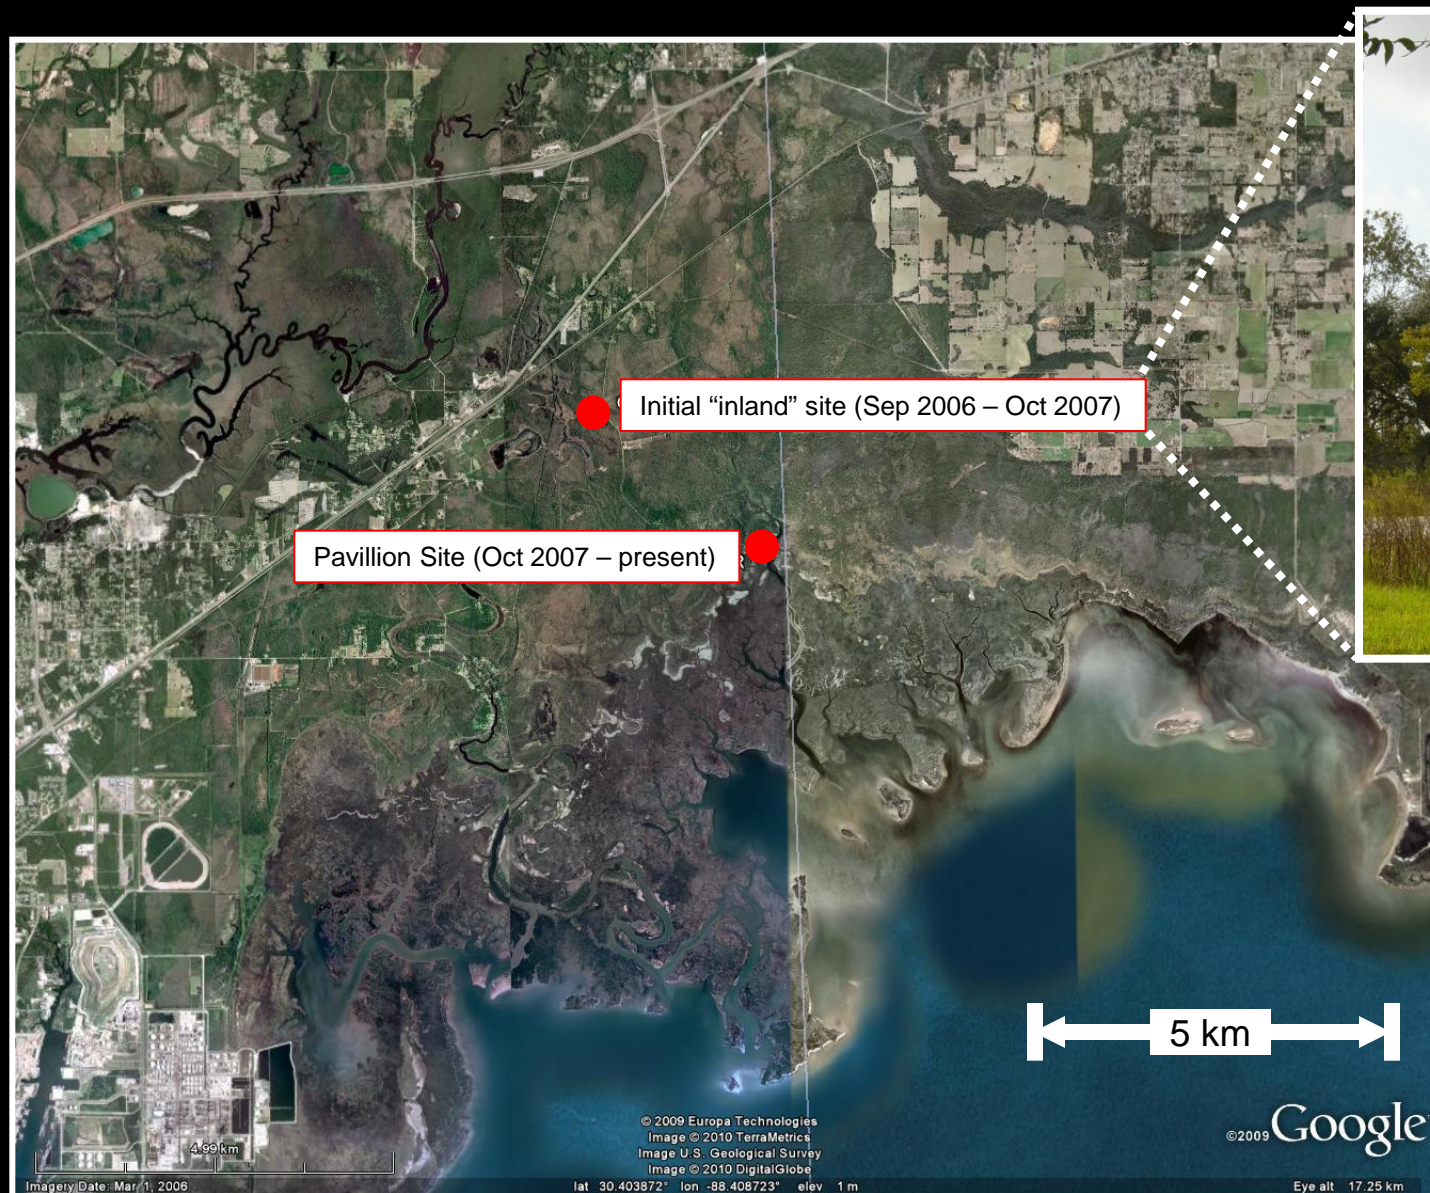 Initial “inland” site (Sep 2006 – Oct 2007)
Pavillion Site (Oct 2007 – present)
5 km
©2009 Google
4.99 km
© 2009 Europa Technologies
Image © 2010 TerraMetrics
Image U.S. Geological Survey
Image © 2010 DigitalGlobe
Imagery Date: Mar 1, 2006
lat 30.403872° lon -88.408723° elev 1 m
Eye alt 17.25 km